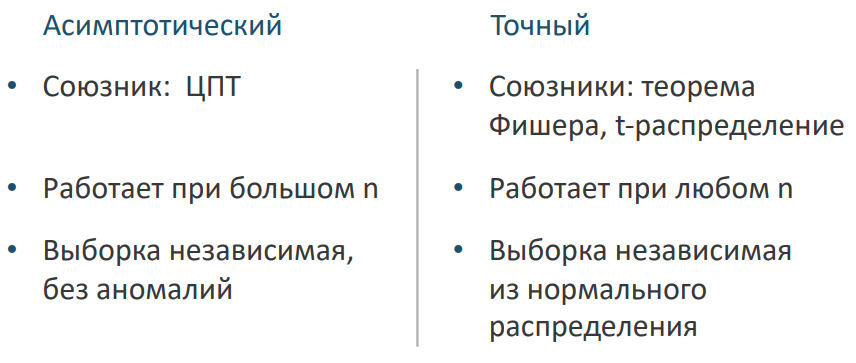 Асимптотический
• Союзник: ЦПТ
• Работает при большом n
• Выборка независимая,
без аномалий
Точный
• Союзники: теорема
Фишера, t-распределение
• Работает при любом n
• Выборка независимая
из нормального
распределения